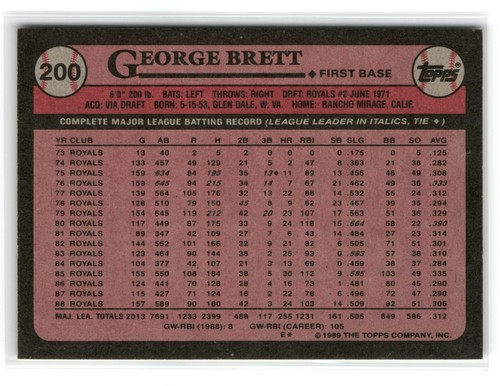 200
GEORGE BRETT
FIRST BASE
Topps
6'0" 200 lb. BATS: LEFT THROWS: RIGHT DRFT: ROYALS #2-JUNE 1971
ACQ: VIA DRAFT BORN: 5-15-53, GLEN DALE, W. VA. HOME: RANCHO MIRAGE, CALIF.
COMPLETE MAJOR LEAGUE BATTING RECORD (LEAGUE LEADER IN ITALICS, TIE ♦)
YR CLUB G AB R H 2B 3B HR RBI SB SLG BB SO AVG
73 ROYALS 13 40 2 5 2 0 0 0 0 .175 0 5 .125
74 ROYALS 133 457 49 129 21 5 2 47 8 .363 21 38 .282
75 ROYALS 159 634 84 195 35 13♦ 11 89 13 .456 46 49 .308
76 ROYALS 159 645 94 215 34 14 7 67 21 .462 49 36 .333
77 ROYALS 139 564 105 176 32 13 22 88 14 .532 55 24 .312
78 ROYALS 128 510 79 150 45 8 9 62 23 .467 39 35 .294
79 ROYALS 154 645 119 212 42 20 23 107 17 .563 51 36 .329
80 ROYALS 117 449 87 175 33 9 24 118 15 .664 58 22 .390
81 ROYALS 89 347 42 109 27 7 6 43 14 .484 27 23 .314
82 ROYALS 144 552 101 166 32 9 21 82 6 .505 71 51 .301
83 ROYALS 123 464 90 144 38 2 25 93 0 .563 57 39 .310
84 ROYALS 104 377 42 107 21 3 13 69 0 .459 38 37 .284
85 ROYALS 155 550 108 184 38 5 30 112 9 .585 103 49 .335
86 ROYALS 124 441 70 128 28 4 16 73 1 .481 80 45 .290
87 ROYALS 115 427 71 124 18 2 22 78 6 .496 72 47 .290
88 ROYALS 157 589 90 180 42 3 24 103 14 .509 82 51 .306
MAJ. LEA. TOTALS 2013 7691 1233 2399 488 117 255 1231 161 .505 849 586 .312
GW-RBI (1988): 8 GW-RBI (CAREER): 105
E* © 1989 THE TOPPS COMPANY, INC.